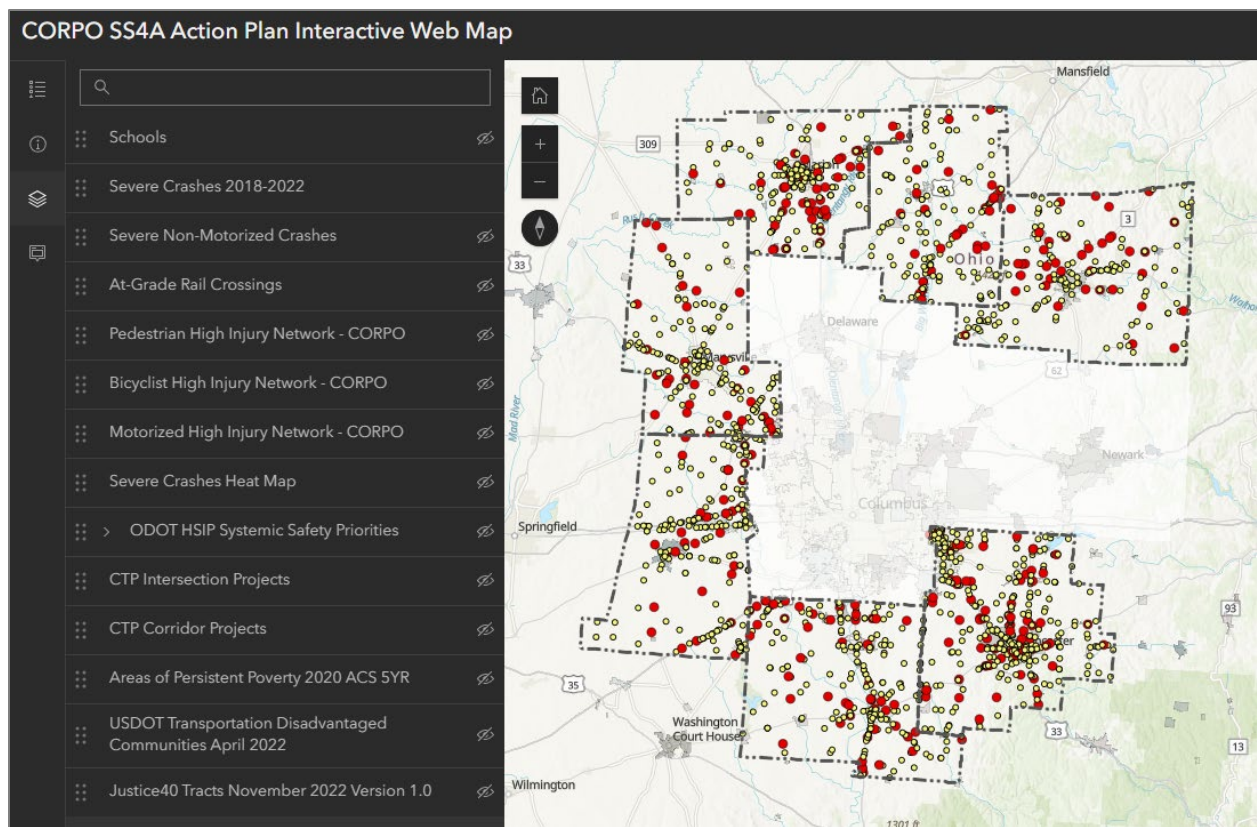 CORPO SS4A Action Plan Interactive Web Map
Schools
Severe Crashes 2018-2022
Severe Non-Motorized Crashes
At-Grade Rail Crossings
Pedestrian High Injury Network - CORPO
Bicyclist High Injury Network - CORPO
Motorized High Injury Network - CORPO
Severe Crashes Heat Map
ODOT HSIP Systemic Safety Priorities
CTP Intersection Projects
CTP Corridor Projects
Areas of Persistent Poverty 2020 ACS 5YR
USDOT Transportation Disadvantaged
Communities April 2022
Justice40 Tracts November 2022 Version 1.0
Mansfield
309
3
Ohio
33
Delaware
62
Mad River
Newark
Columbus
Springfield
93
35
Washington
Court House
33
13
Wilmington
1301 ft